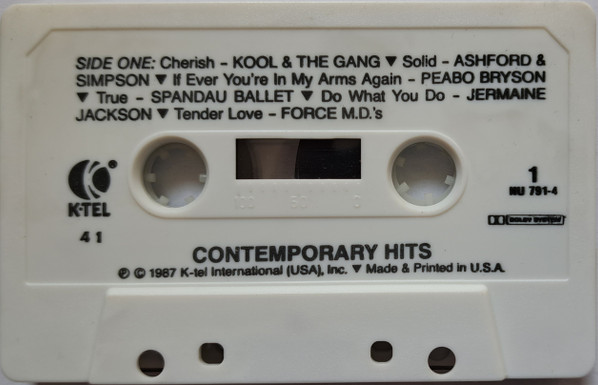 SIDE ONE: Cherish – KOOL & THE GANG ▼ Solid – ASHFORD &
SIMPSON ▼ If Ever You're In My Arms Again – PEABO BRYSON
▼ True – SPANDAU BALLET ▼ Do What You Do – JERMAINE
JACKSON ▼ Tender Love – FORCE M.D.'s
K-TEL®
41
100 50 0
1
NU 791-4
DOLBY SYSTEM
CONTEMPORARY HITS
℗ © 1987 K-tel International (USA), Inc. ▼ Made & Printed in U.S.A.